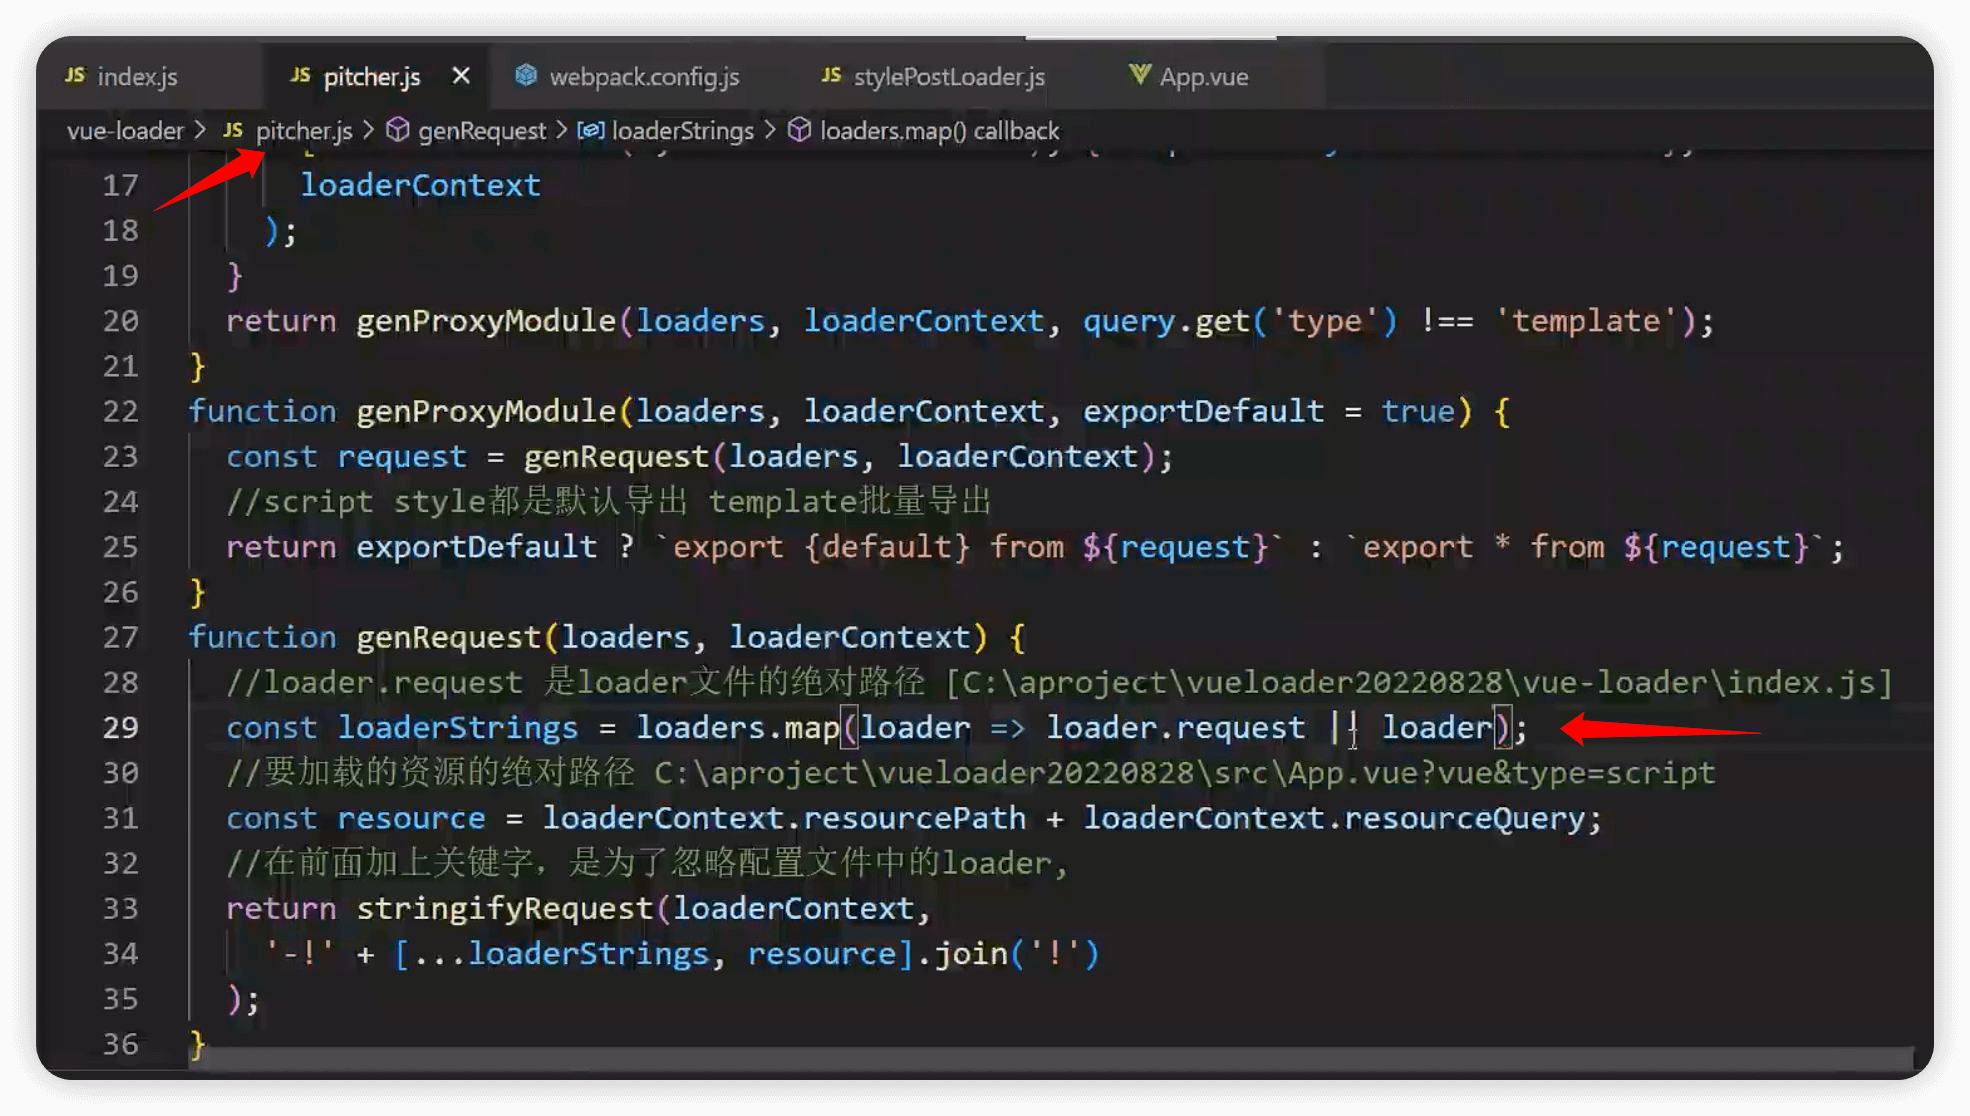 JS index.js JS pitcher.js × webpack.config.js JS stylePostLoader.js App.vue
vue-loader > JS pitcher.js > genRequest > loaderStrings > loaders.map() callback
17 loaderContext
18 );
19 }
20 return genProxyModule(loaders, loaderContext, query.get('type') !== 'template');
21 }
22 function genProxyModule(loaders, loaderContext, exportDefault = true) {
23 const request = genRequest(loaders, loaderContext);
24 //script style都是默认导出 template批量导出
25 return exportDefault ? `export {default} from ${request}` : `export * from ${request}`;
26 }
27 function genRequest(loaders, loaderContext) {
28 //loader.request 是loader文件的绝对路径 [C:\aproject\vueloader20220828\vue-loader\index.js]
29 const loaderStrings = loaders.map(loader => loader.request || loader);
30 //要加载的资源的绝对路径 C:\aproject\vueloader20220828\src\App.vue?vue&type=script
31 const resource = loaderContext.resourcePath + loaderContext.resourceQuery;
32 //在前面加上关键字，是为了忽略配置文件中的loader,
33 return stringifyRequest(loaderContext,
34 '-!' + [...loaderStrings, resource].join('!')
35 );
36 }